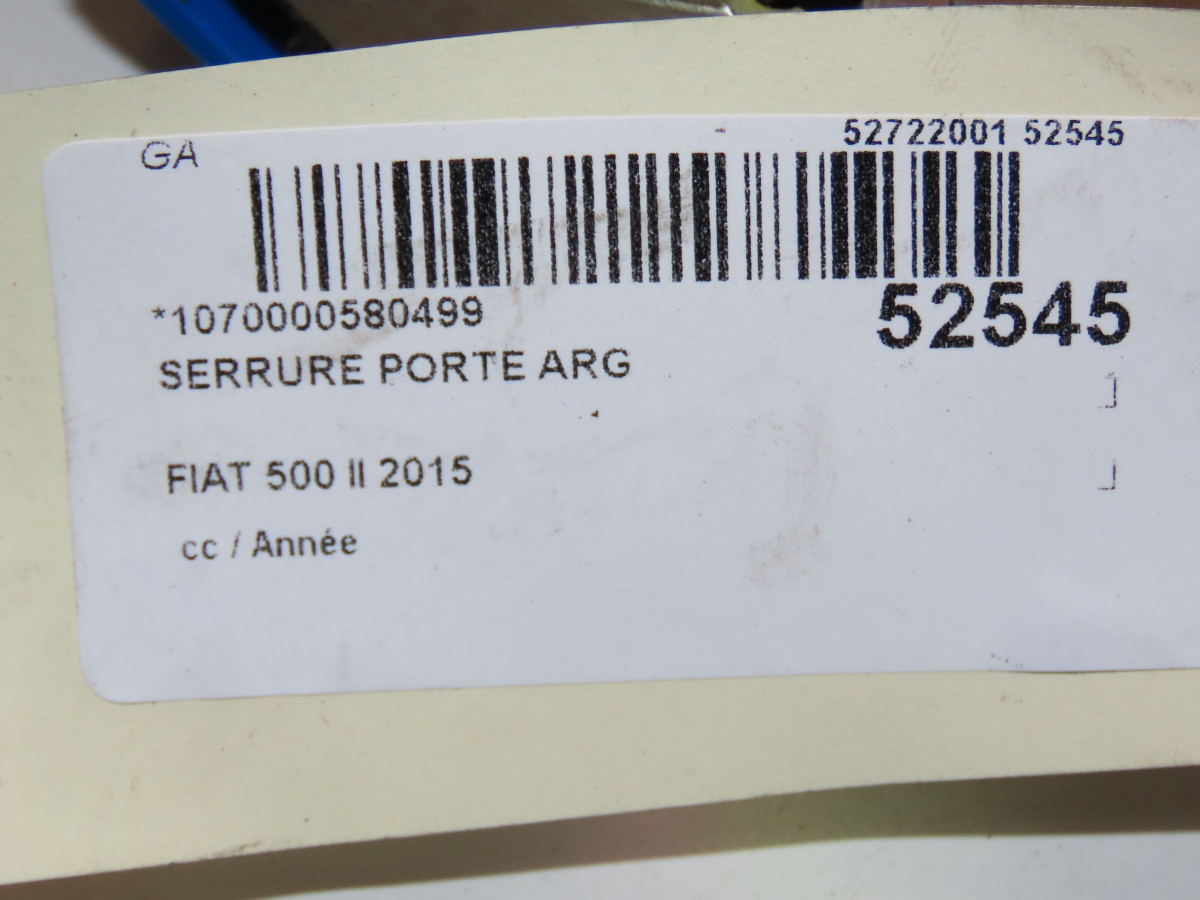 GA
52722001 52545
*1070000580499
52545
SERRURE PORTE ARG
FIAT 500 II 2015
cc / Année